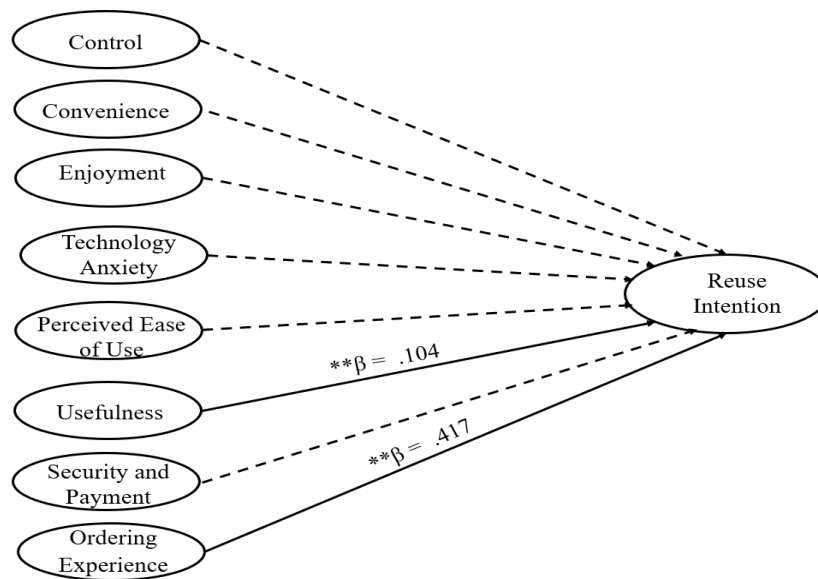 Control
Convenience
Enjoyment
Technology
Anxiety
Perceived Ease
of Use
Usefulness
Security and
Payment
Ordering
Experience
**β = .104
**β = .417
Reuse
Intention